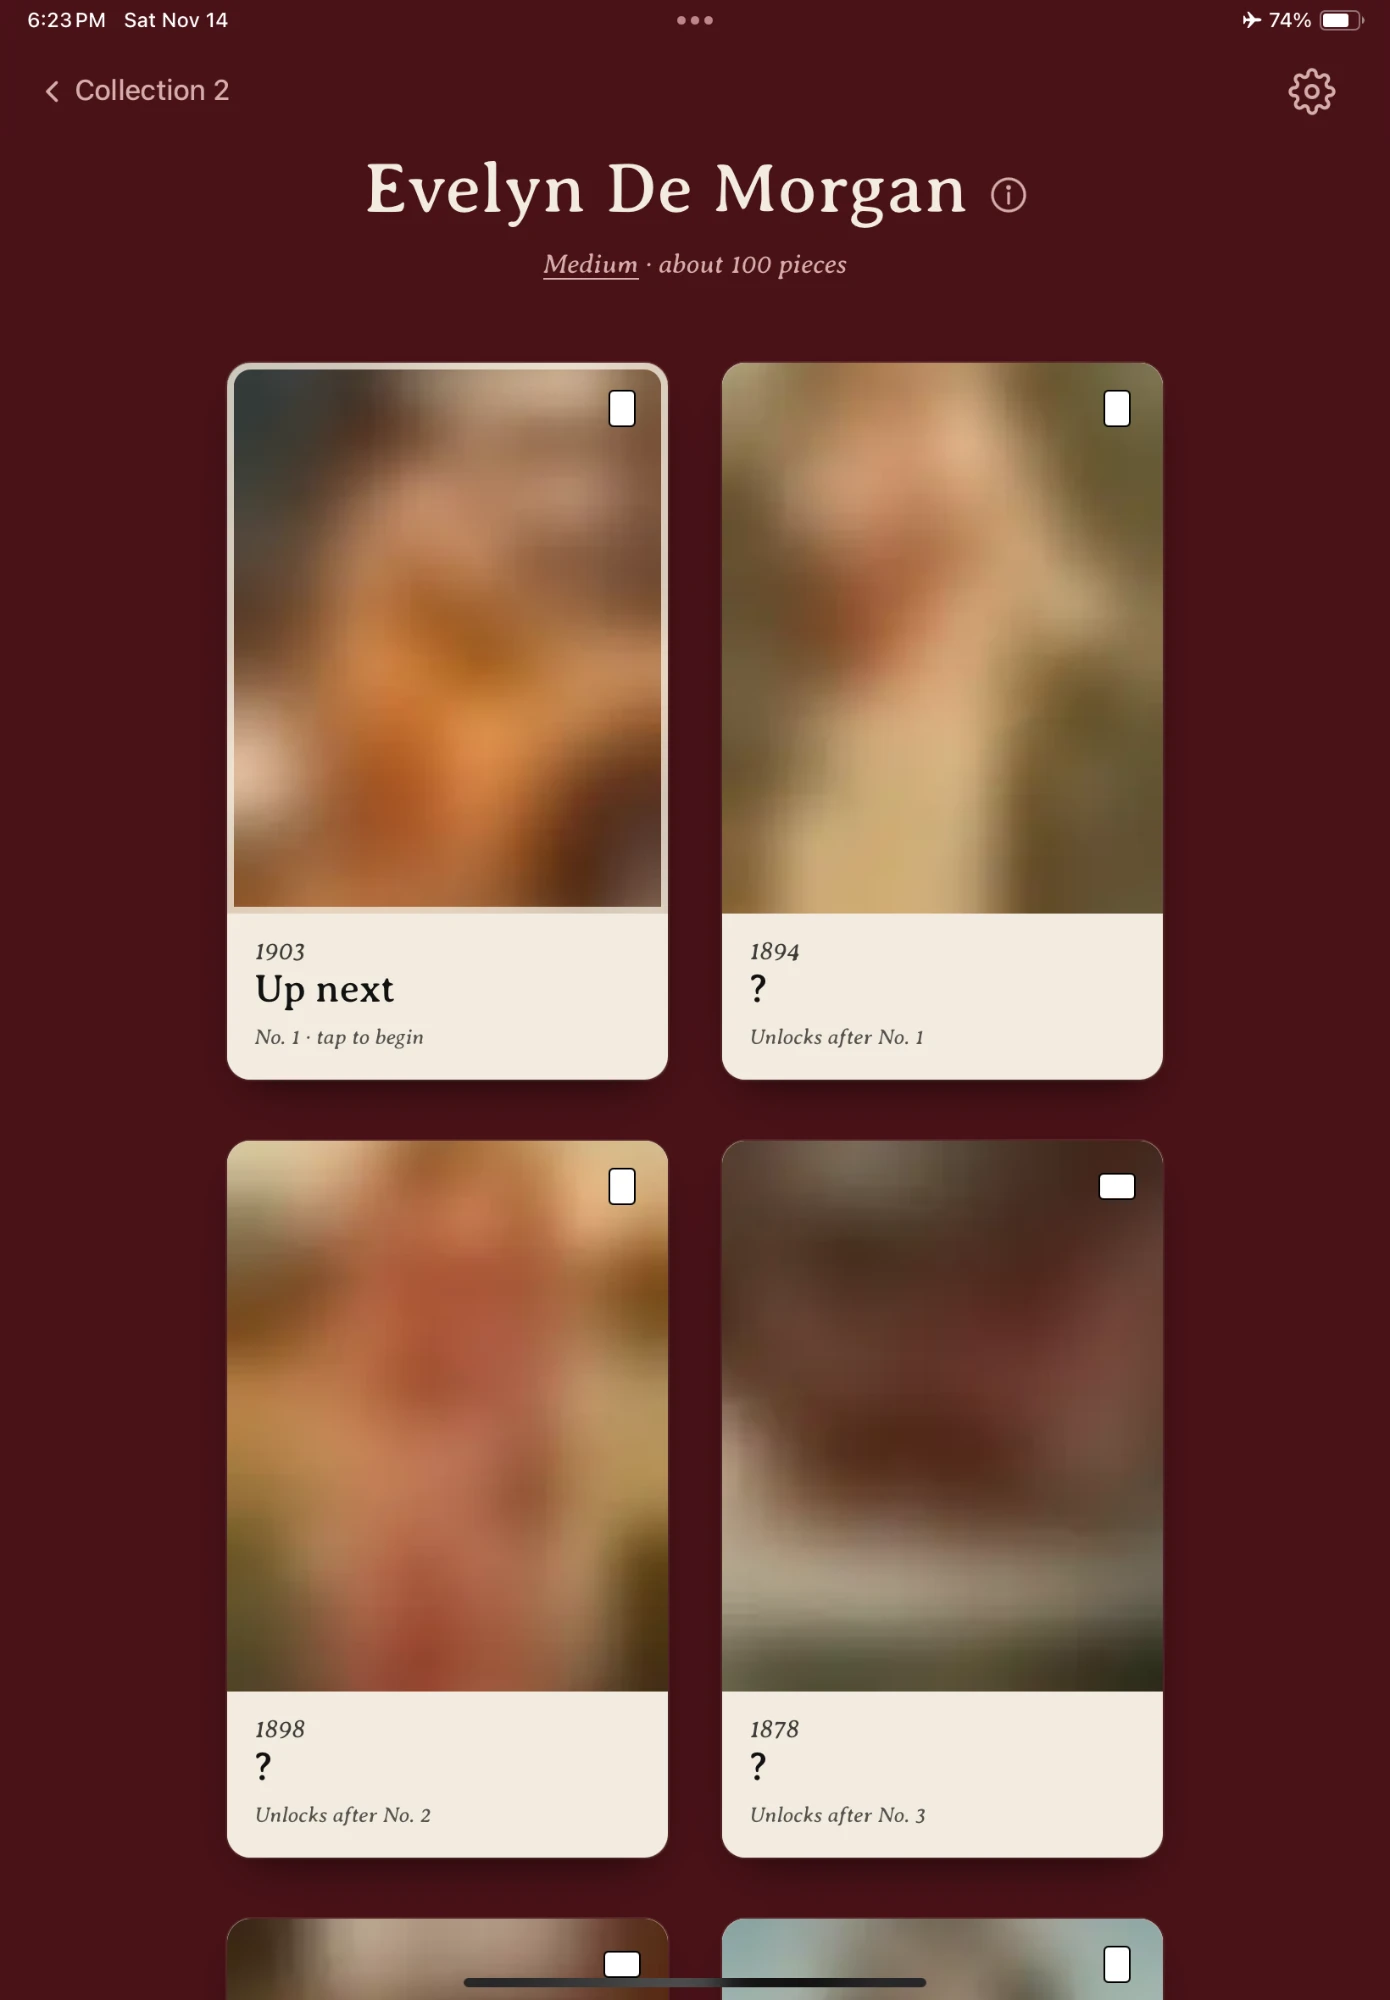 6:23 PM Sat Nov 14
74%
Collection 2
Evelyn De Morgan
Medium · about 100 pieces
1903
Up next
No. 1 · tap to begin
1894
?
Unlocks after No. 1
1898
?
Unlocks after No. 2
1878
?
Unlocks after No. 3